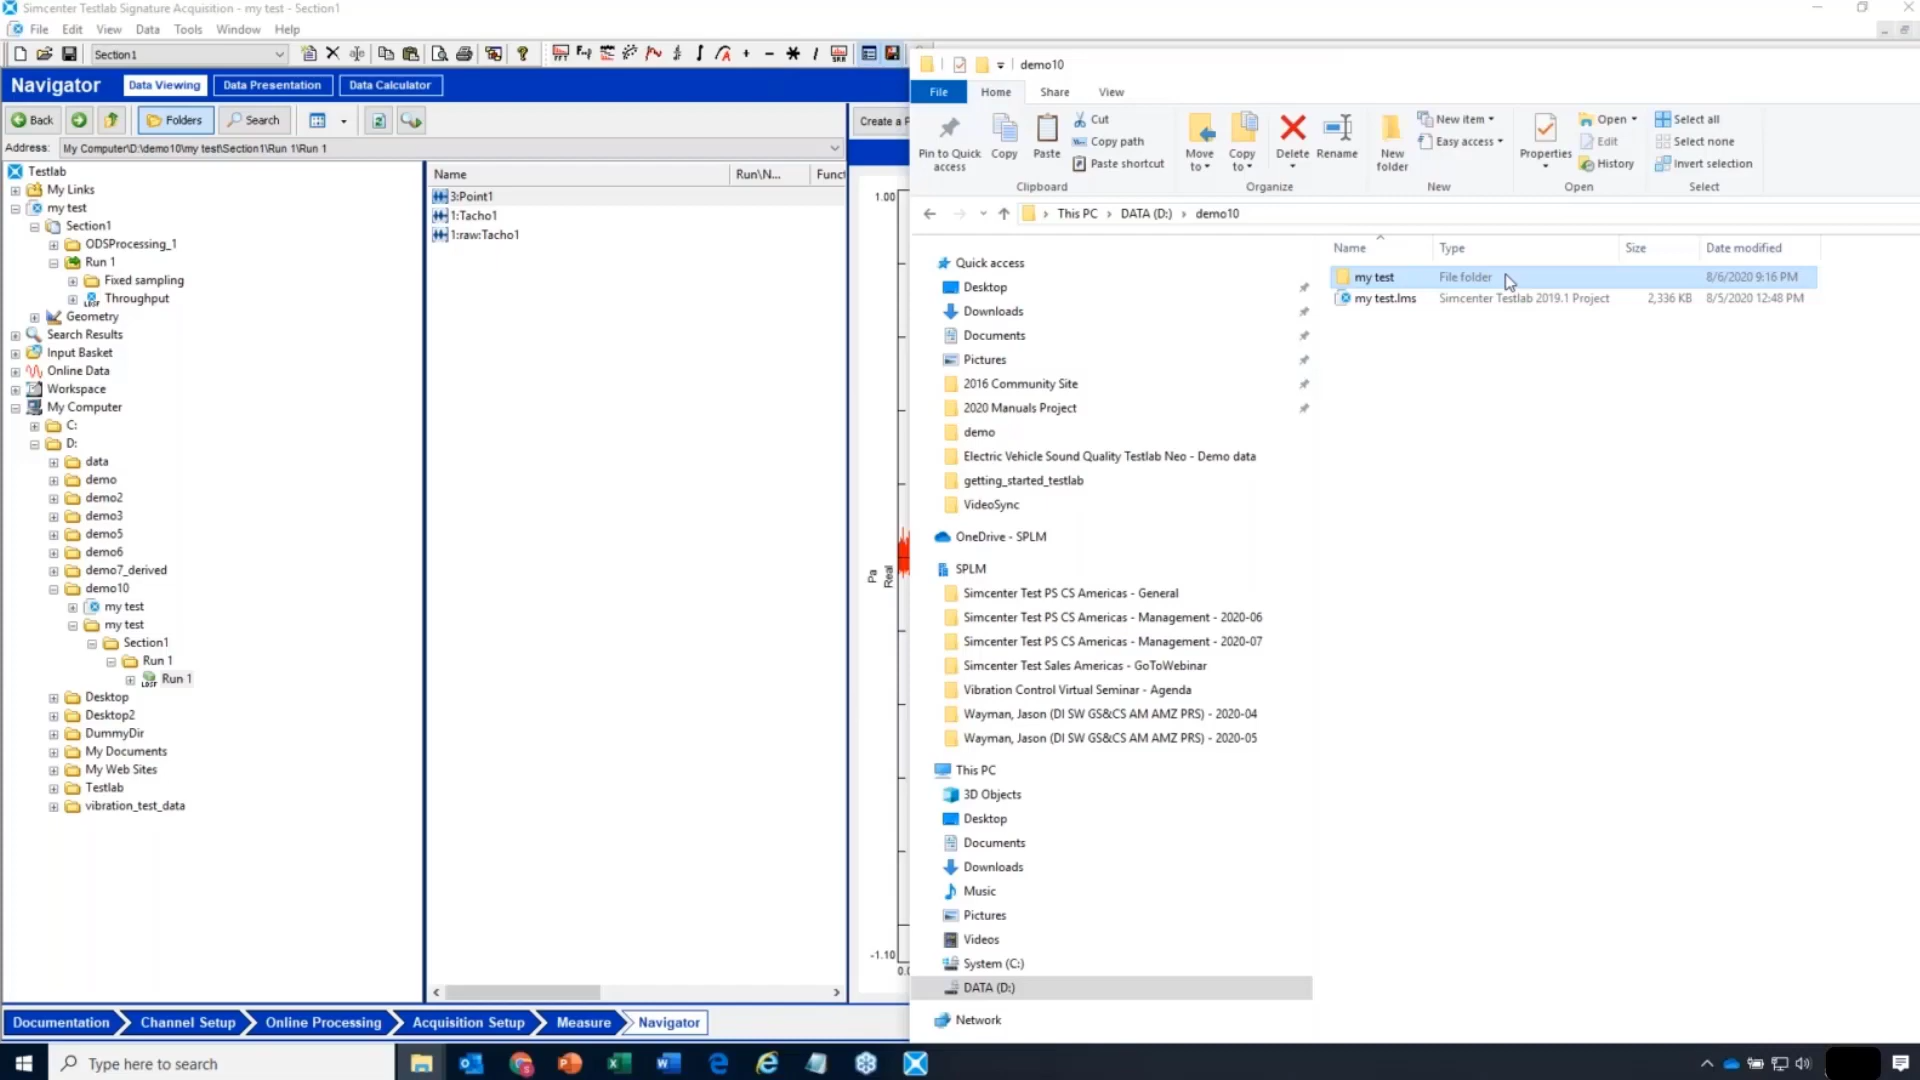 Simcenter Testlab Signature Acquisition - my test - Section1
File Edit View Data Tools Window Help
Section1
Navigator Data Viewing Data Presentation Data Calculator
Back Folders Search
Address: My Computer\D:\demo10\my test\Section1\Run 1\Run 1
Testlab
My Links
my test
Section1
ODSProcessing_1
Run 1
Fixed sampling
Throughput
Geometry
Search Results
Input Basket
Online Data
Workspace
My Computer
C:
D:
data
demo
demo2
demo3
demo5
demo6
demo7_derived
demo10
my test
my test
Section1
Run 1
Run 1
Desktop
Desktop2
DummyDir
My Documents
My Web Sites
Testlab
vibration_test_data
Name Run\N... Funct
3:Point1
1:Tacho1
1:raw:Tacho1
Create a P
1.00
Pa
Real
-1.10
0.0
demo10
File Home Share View
Pin to Quick access
Copy
Paste
Cut
Copy path
Paste shortcut
Clipboard
Move to
Copy to
Delete
Rename
Organize
New folder
New item
Easy access
New
Properties
Open
Edit
History
Open
Select all
Select none
Invert selection
Select
This PC > DATA (D:) > demo10
Name Type Size Date modified
my test File folder 8/6/2020 9:16 PM
my test.lms Simcenter Testlab 2019.1 Project 2,336 KB 8/5/2020 12:48 PM
Quick access
Desktop
Downloads
Documents
Pictures
2016 Community Site
2020 Manuals Project
demo
Electric Vehicle Sound Quality Testlab Neo - Demo data
getting_started_testlab
VideoSync
OneDrive - SPLM
SPLM
Simcenter Test PS CS Americas - General
Simcenter Test PS CS Americas - Management - 2020-06
Simcenter Test PS CS Americas - Management - 2020-07
Simcenter Test Sales Americas - GoToWebinar
Vibration Control Virtual Seminar - Agenda
Wayman, Jason (DI SW GS&CS AM AMZ PRS) - 2020-04
Wayman, Jason (DI SW GS&CS AM AMZ PRS) - 2020-05
This PC
3D Objects
Desktop
Documents
Downloads
Music
Pictures
Videos
System (C:)
DATA (D:)
Network
Documentation Channel Setup Online Processing Acquisition Setup Measure Navigator
Type here to search